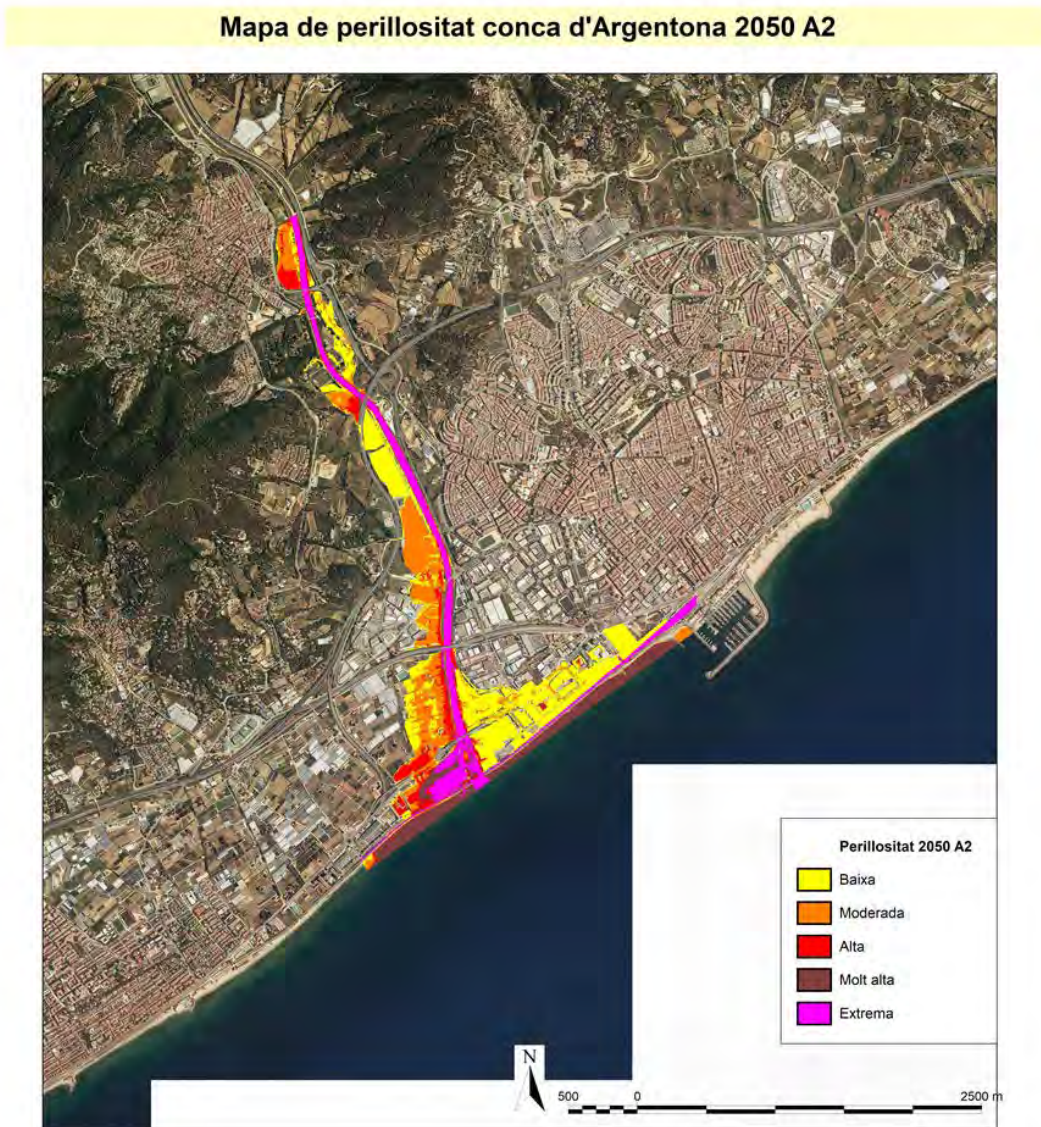 Mapa de perillositat conca d'Argentona 2050 A2
Perillositat 2050 A2
Baixa
Moderada
Alta
Molt alta
Extrema
N
500 0 2500 m